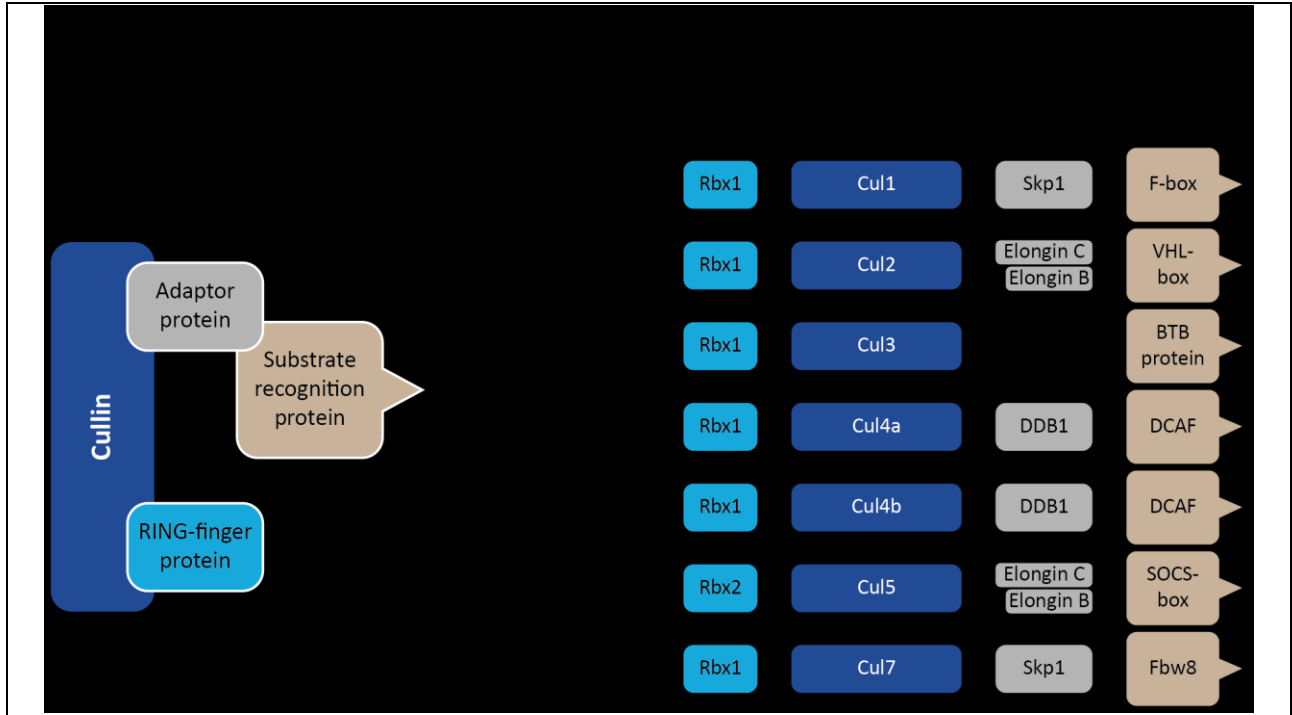 Cullin
Adaptor
protein
Substrate
recognition
protein
RING-finger
protein
Rbx1 Cul1 Skp1 F-box
Rbx1 Cul2 Elongin C
Elongin B VHL-
box
Rbx1 Cul3 BTB
protein
Rbx1 Cul4a DDB1 DCAF
Rbx1 Cul4b DDB1 DCAF
Rbx2 Cul5 Elongin C
Elongin B SOCS-
box
Rbx1 Cul7 Skp1 Fbw8